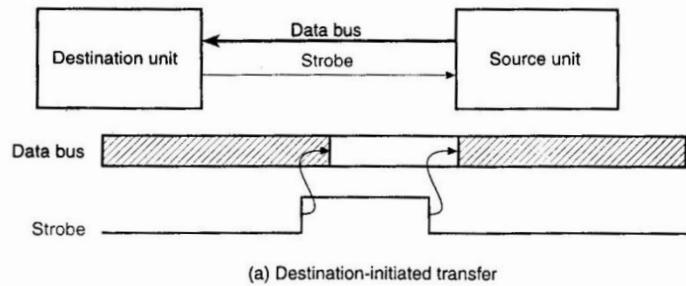 Data bus
Destination unit
Strobe
Source unit
Data bus
Strobe
(a) Destination-initiated transfer